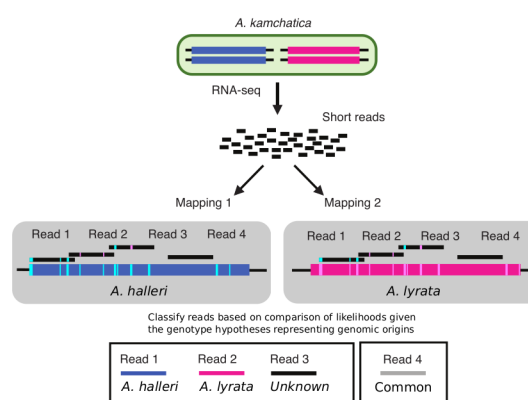 A. kamchatica
RNA-seq
Short reads
Mapping 1
Mapping 2
Read 1 Read 2 Read 3 Read 4
A. halleri
Read 1 Read 2 Read 3 Read 4
A. lyrata
Classify reads based on comparison of likelihoods given
the genotype hypotheses representing genomic origins
Read 1 Read 2 Read 3 Read 4
A. halleri A. lyrata Unknown Common